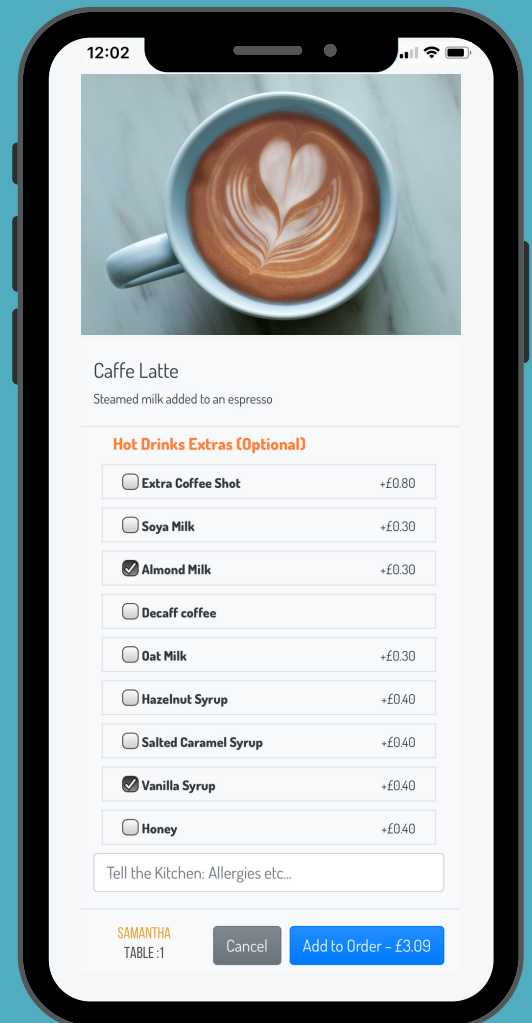 12:02
Caffe Latte
Steamed milk added to an espresso
Hot Drinks Extras (Optional)
Extra Coffee Shot +£0.80
Soya Milk +£0.30
Almond Milk +£0.30
Decaff coffee
Oat Milk +£0.30
Hazelnut Syrup +£0.40
Salted Caramel Syrup +£0.40
Vanilla Syrup +£0.40
Honey +£0.40
Tell the Kitchen: Allergies etc...
SAMANTHA
TABLE :1
Cancel
Add to Order - £3.09